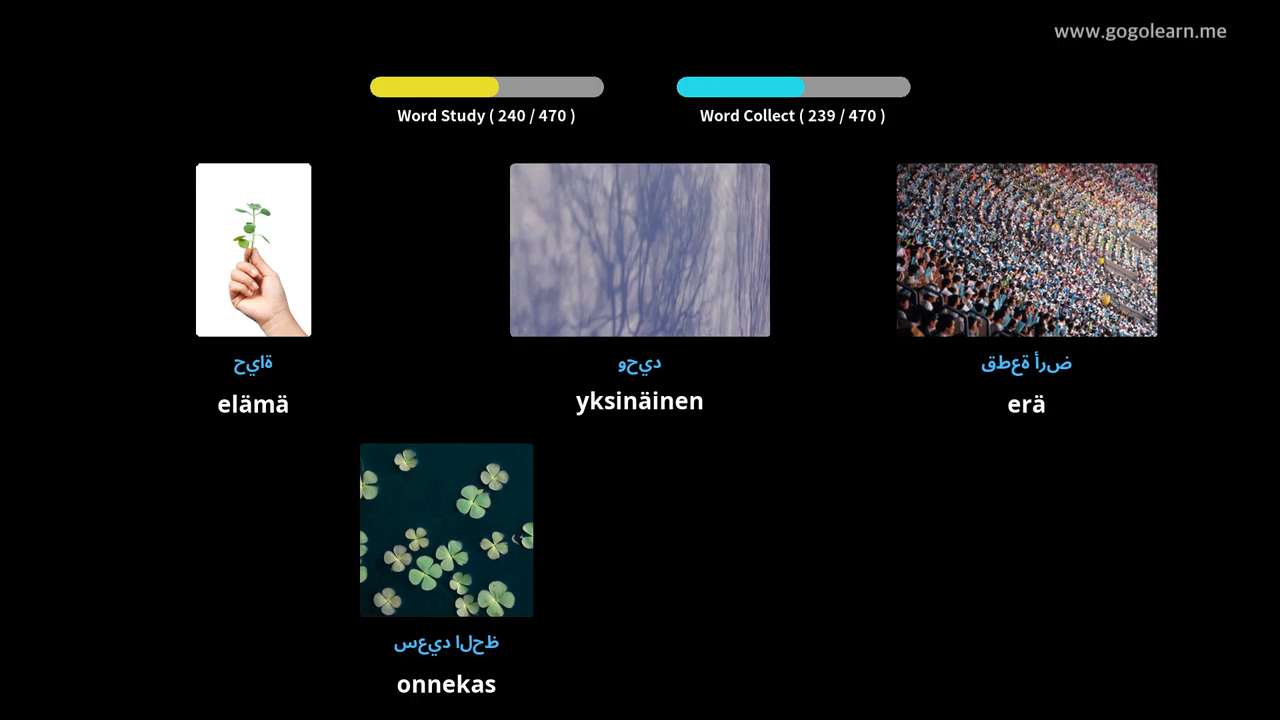 www.gogolearn.me
Word Study ( 240 / 470 )
Word Collect ( 239 / 470 )
حياة
elämä
وحيد
yksinäinen
قطعة أرض
erä
سعيد الحظ
onnekas